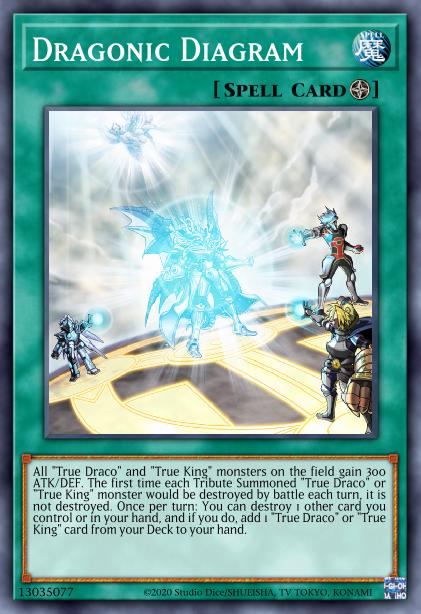 DRAGONIC DIAGRAM
SPELL
魔
[SPELL CARD]
All "True Draco" and "True King" monsters on the field gain 300
ATK/DEF. The first time each Tribute Summoned "True Draco" or
"True King" monster would be destroyed by battle each turn, it is
not destroyed. Once per turn: You can destroy 1 other card you
control or in your hand, and if you do, add 1 "True Draco" or "True
King" card from your Deck to your hand.
13035077
©2020 Studio Dice/SHUEISHA, TV TOKYO, KONAMI